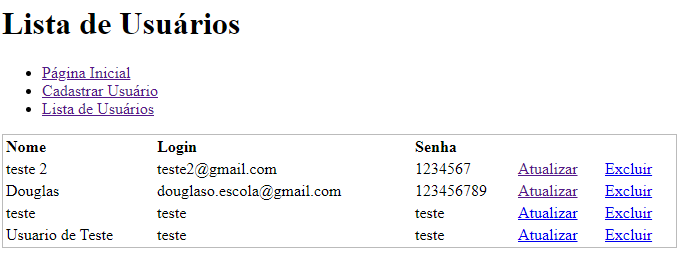 Lista de Usuários
Página Inicial
Cadastrar Usuário
Lista de Usuários
Nome Login Senha
teste 2 teste2@gmail.com 1234567 Atualizar Excluir
Douglas douglaso.escola@gmail.com 123456789 Atualizar Excluir
teste teste teste Atualizar Excluir
Usuario de Teste teste teste Atualizar Excluir